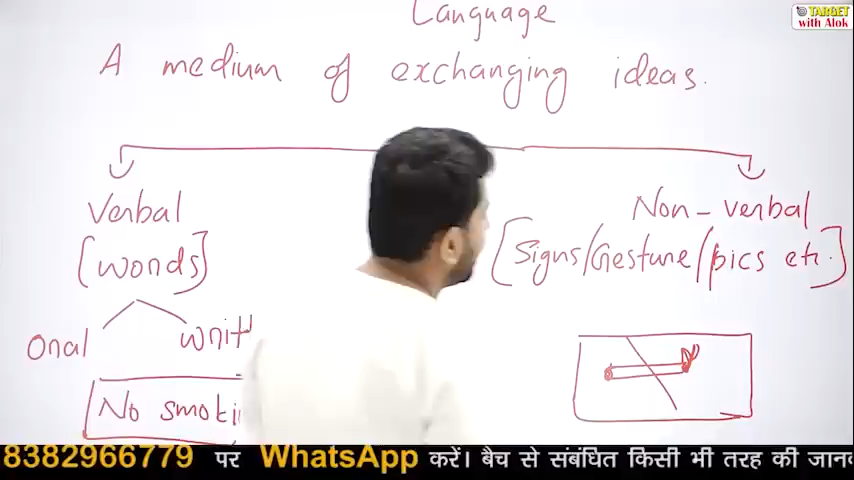 Language
TARGET
with Alok
A medium of exchanging ideas.
Verbal
[words]
Oral
Non-verbal
[Signs/Gesture/pics etc.]
No
8382966779 पर WhatsApp करें। बैच से संबंधित किसी भी तरह की